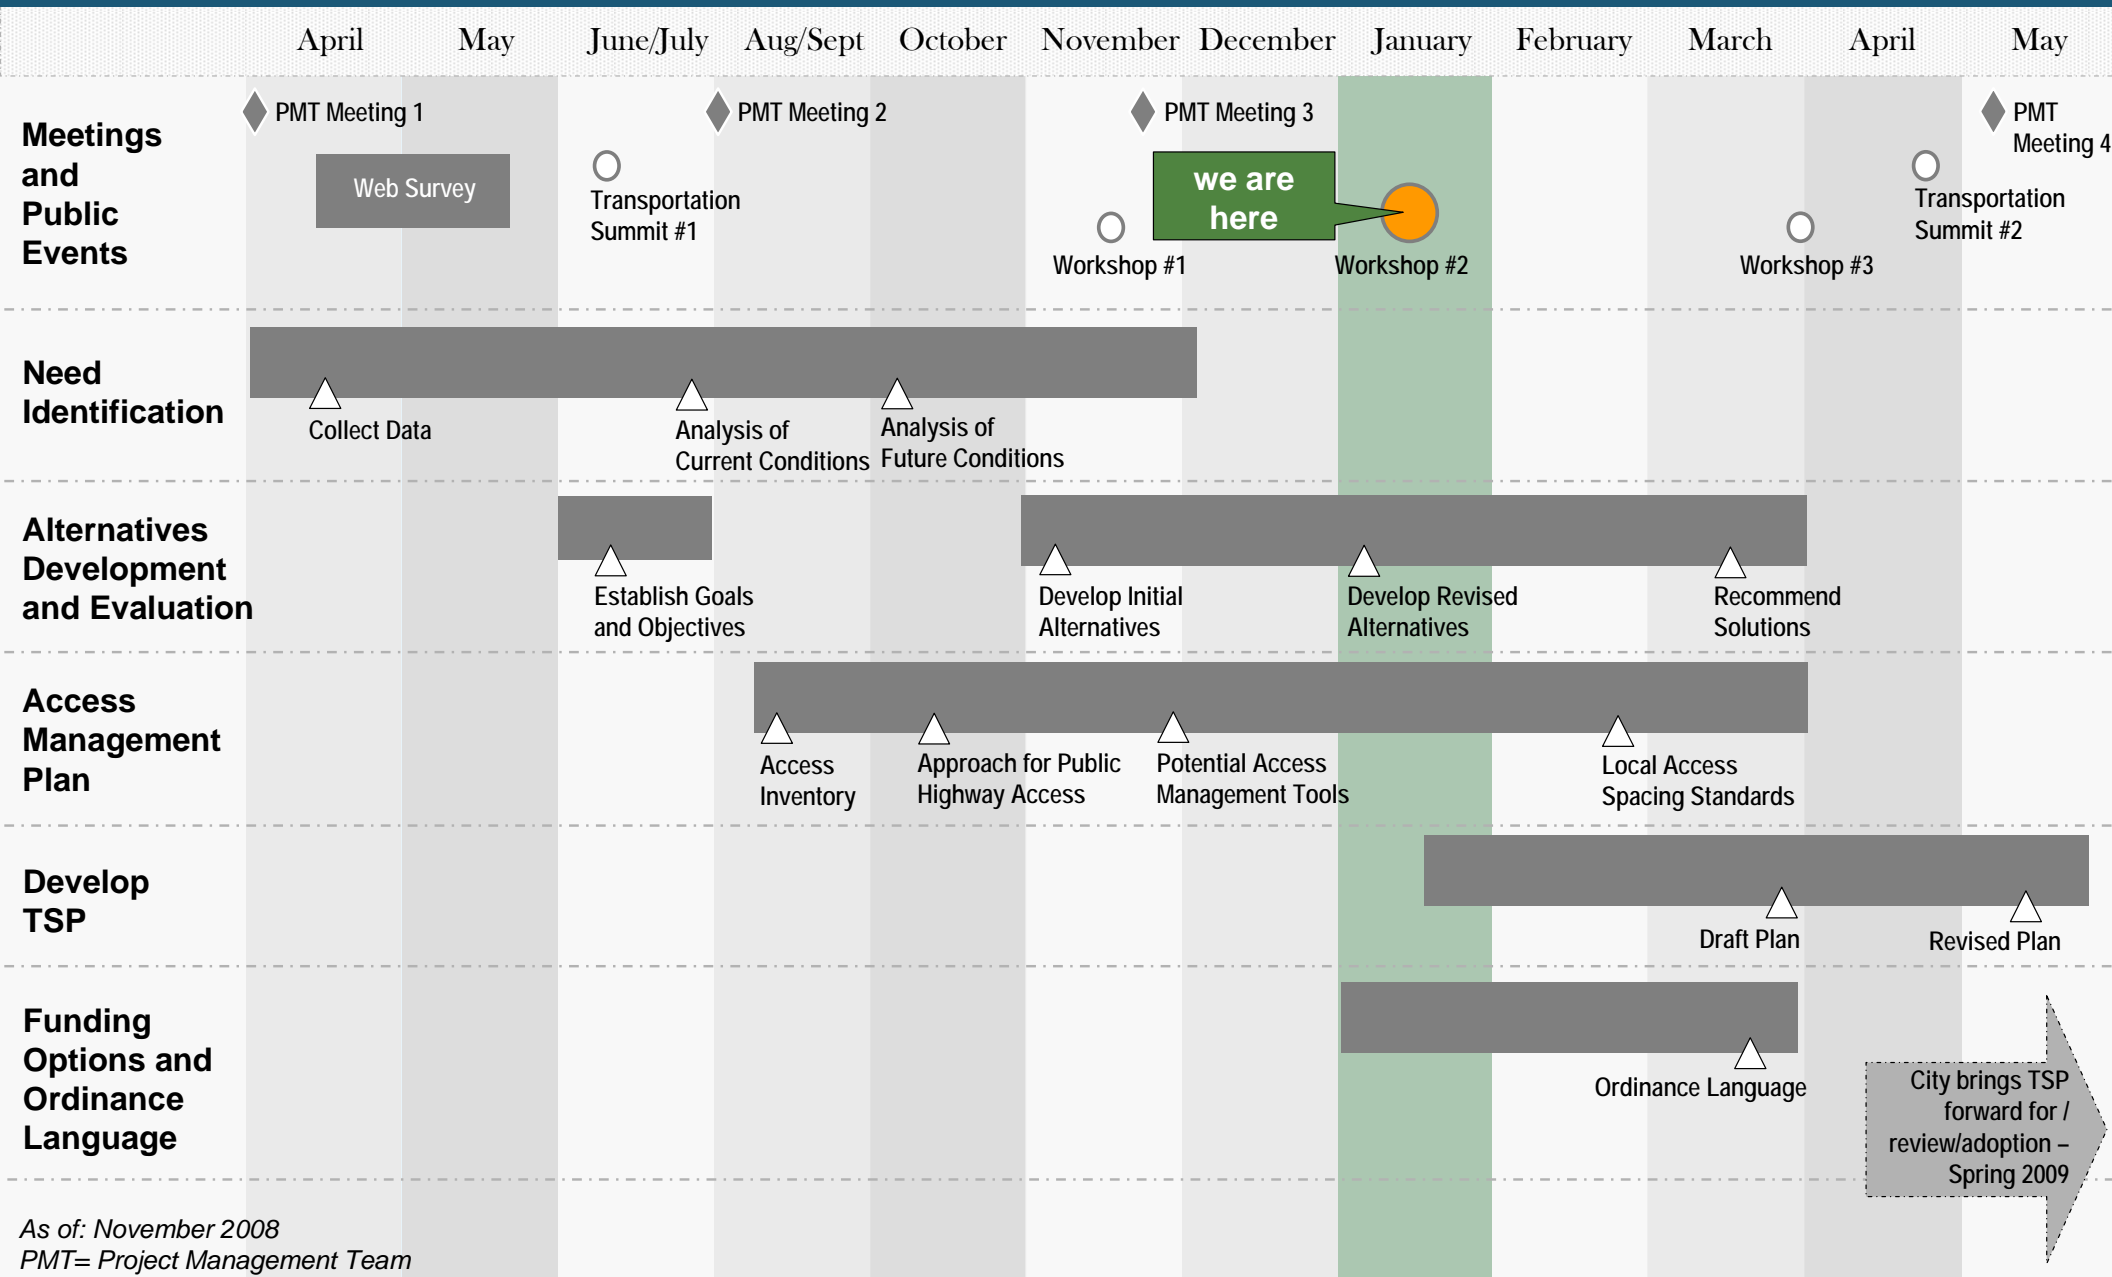 April May June/July Aug/Sept October November December January February March April May
Meetings
and
Public
Events
PMT Meeting 1
PMT Meeting 2
PMT Meeting 3
PMT
Meeting 4
Web Survey
Transportation
Summit #1
Workshop #1
we are
here
Workshop #2
Workshop #3
Transportation
Summit #2
Need
Identification
Collect Data
Analysis of
Current Conditions
Analysis of
Future Conditions
Alternatives
Development
and Evaluation
Establish Goals
and Objectives
Develop Initial
Alternatives
Develop Revised
Alternatives
Recommend
Solutions
Access
Management
Plan
Access
Inventory
Approach for Public
Highway Access
Potential Access
Management Tools
Local Access
Spacing Standards
Develop
TSP
Draft Plan
Revised Plan
Funding
Options and
Ordinance
Language
Ordinance Language
City brings TSP
forward for /
review/adoption –
Spring 2009
As of: November 2008
PMT= Project Management Team